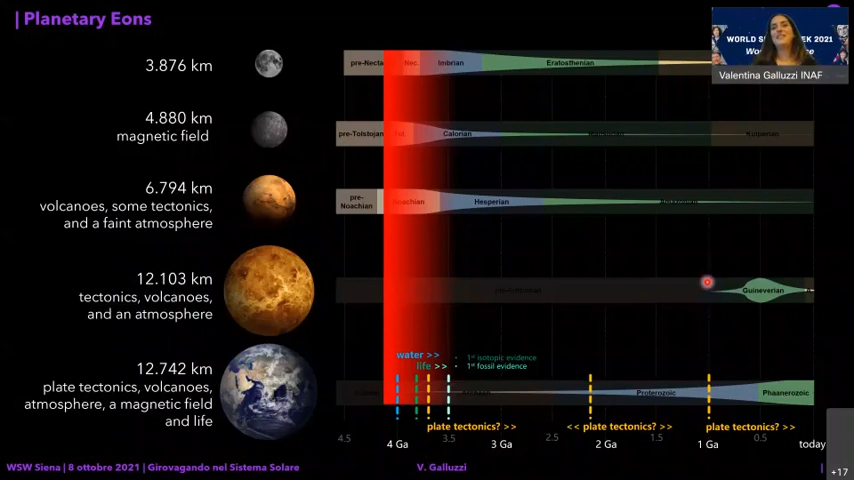 | Planetary Eons
WORLD S EEK 2021
Valentina Galluzzi INAF
3.876 km
pre-Necta Nec. Imbrian Eratosthenian
4.880 km
magnetic field
pre-Tolstojan Calorian Kuiperian
6.794 km
volcanoes, some tectonics,
and a faint atmosphere
pre-
Noachian Noachian Hesperian
12.103 km
tectonics, volcanoes,
and an atmosphere
Guineverian
12.742 km
plate tectonics, volcanoes,
atmosphere, a magnetic field
and life
water >>
life >>
• 1st isotopic evidence
• 1st fossil evidence
Proterozoic Phaenerozoic
plate tectonics? >> << plate tectonics? >> plate tectonics? >>
4.5 4 Ga 3.5 3 Ga 2.5 2 Ga 1.5 1 Ga 0.5 today
WSW Siena | 8 ottobre 2021 | Girovagando nel Sistema Solare V. Galluzzi |
+17